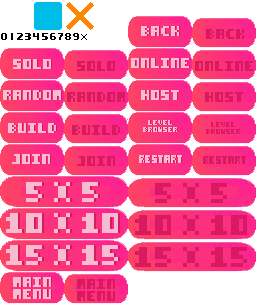 0123456789x
BACK BACK
SOLO SOLO ONLINE ONLINE
RANDOM RANDOM HOST HOST
BUILD BUILD LEVEL BROWSER LEVEL BROWSER
JOIN JOIN RESTART RESTART
5 X 5 5 X 5
10 X 10 10 X 10
15 X 15 15 X 15
MAIN MENU MAIN MENU